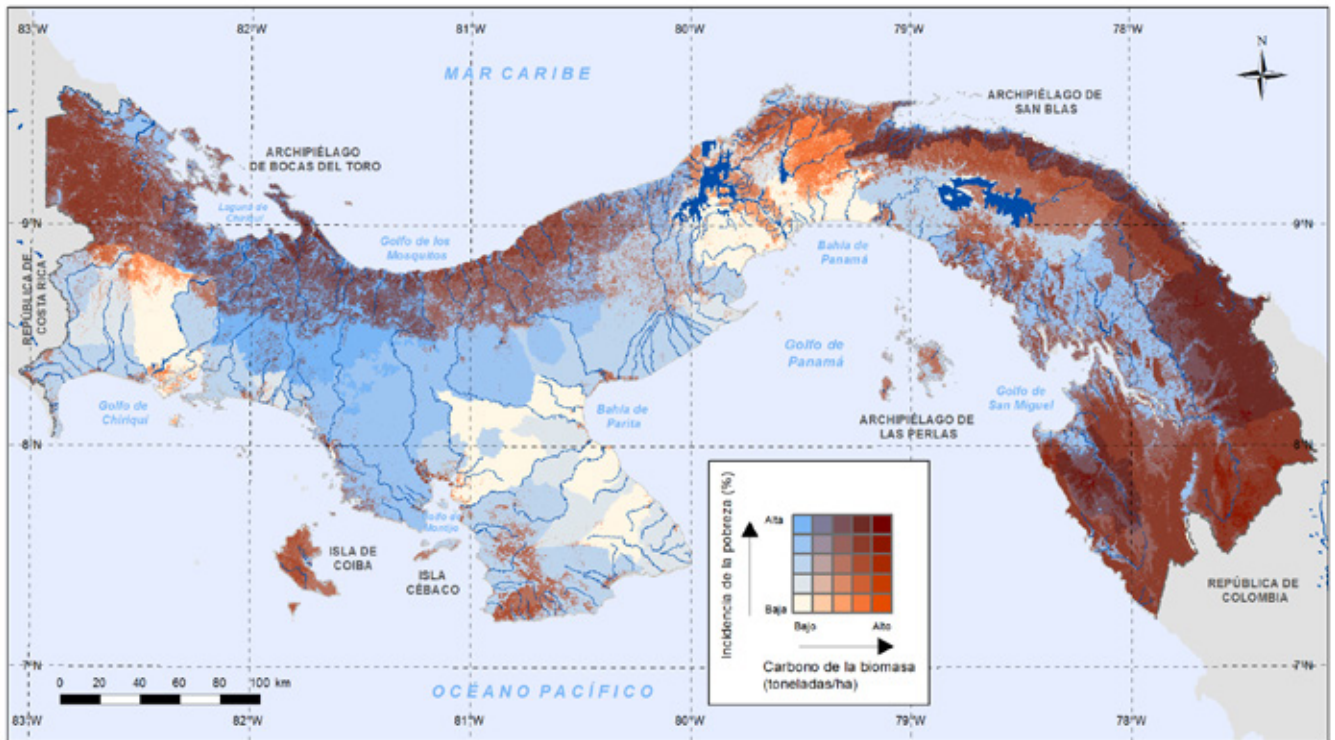 83°W
82°W
81°W
80°W
79°W
78°W
MAR CARIBE
N
ARCHIPIÉLAGO DE
SAN BLAS
ARCHIPIÉLAGO
DE BOCAS DEL TORO
Laguna de
Chiriquí
9°N
9°N
Golfo de los
Mosquitos
Bahía de
Panamá
REPÚBLICA DE
COSTA RICA
Golfo de
Panamá
Golfo de
Chiriquí
Bahía de
Parita
Golfo de
San Miguel
ARCHIPIÉLAGO DE
LAS PERLAS
8°N
8°N
Golfo de
Montijo
ISLA DE
COIBA
ISLA
CÉBACO
REPÚBLICA DE
COLOMBIA
Incidencia de la pobreza (%)
Alta
Baja
Bajo
Alto
Carbono de la biomasa
(toneladas/ha)
7°N
7°N
0 20 40 60 80 100 km
OCÉANO PACÍFICO
83°W
82°W
81°W
80°W
79°W
78°W